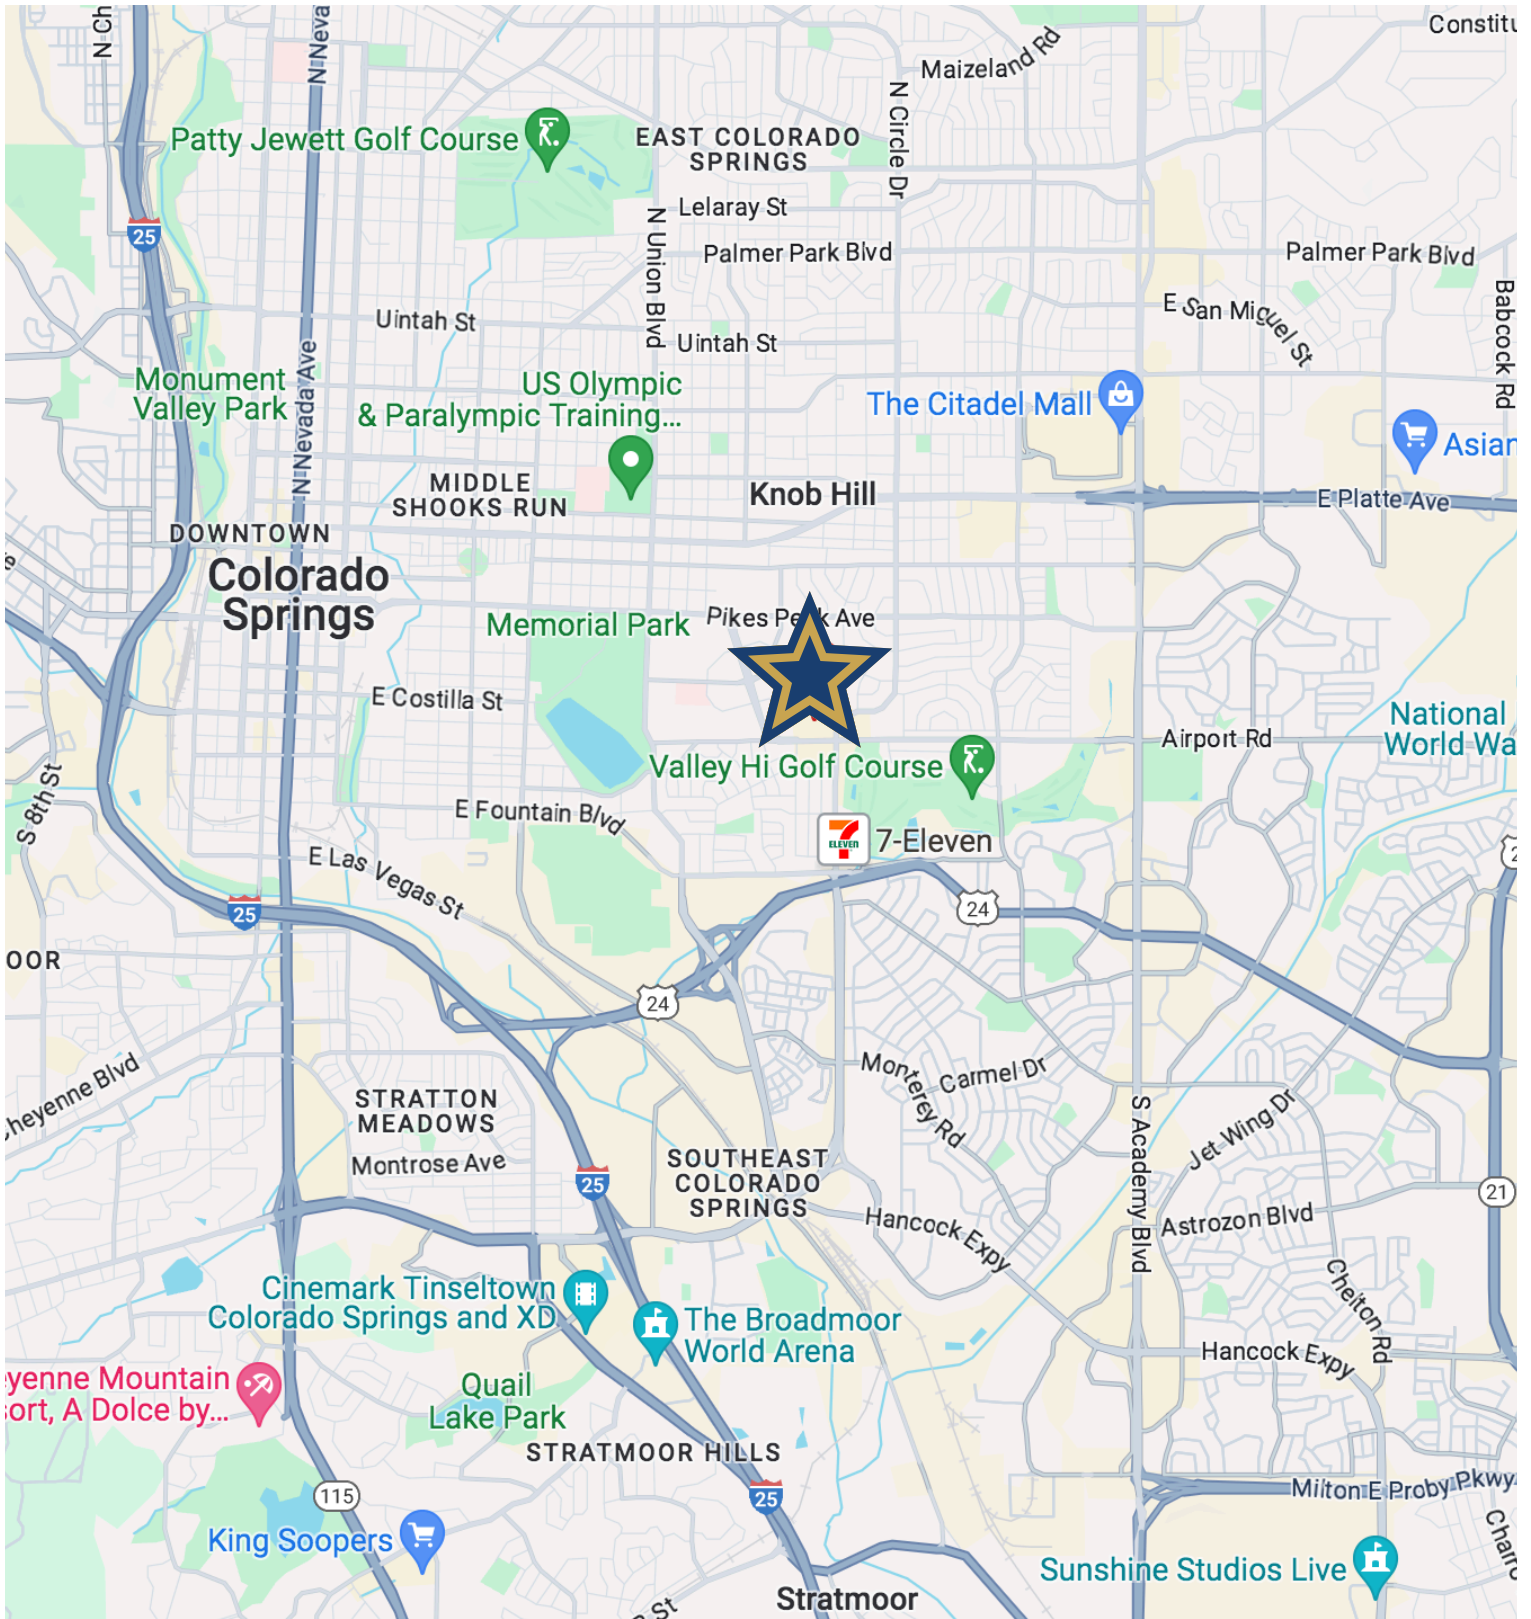 N Ch
N Neva
Constitu
Maizeland Rd
N Circle Dr
Patty Jewett Golf Course
EAST COLORADO
SPRINGS
25
Lelaray St
N Union Blvd
Palmer Park Blvd
Palmer Park Blvd
Babcock Rd
E San Miguel St
Uintah St
Uintah St
N Nevada Ave
Monument
Valley Park
US Olympic
& Paralympic Training...
The Citadel Mall
Asian
MIDDLE
SHOOKS RUN
Knob Hill
E Platte Ave
DOWNTOWN
Colorado
Springs
Memorial Park
Pikes Peak Ave
E Costilla St
National
World Wa
Airport Rd
Valley Hi Golf Course
S 8th St
E Fountain Blvd
ELEVEN
7-Eleven
E Las Vegas St
25
24
2
OOR
24
Cheyenne Blvd
Monterey Rd
Carmel Dr
STRATTON
MEADOWS
S Academy Blvd
Jet Wing Dr
Montrose Ave
SOUTHEAST
COLORADO
SPRINGS
25
21
Hancock Expy
Astrozon Blvd
Chelton Rd
Cinemark Tinseltown
Colorado Springs and XD
The Broadmoor
World Arena
Hancock Expy
eyenne Mountain
sort, A Dolce by...
Quail
Lake Park
STRATMOOR HILLS
115
25
Milton E Proby Pkwy
Charr
King Soopers
Sunshine Studios Live
Stratmoor
St